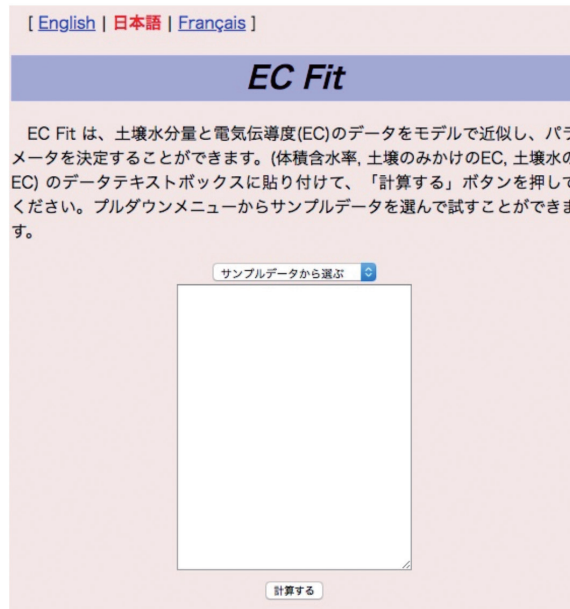 [ English | 日本語 | Français ]
EC Fit
EC Fit は、土壌水分量と電気伝導度(EC)のデータをモデルで近似し、パラ
メータを決定することができます。(体積含水率, 土壌のみかけのEC, 土壌水の
EC) のデータテキストボックスに貼り付けて、「計算する」ボタンを押して
ください。プルダウンメニューからサンプルデータを選んで試すことができま
す。
サンプルデータから選ぶ
計算する